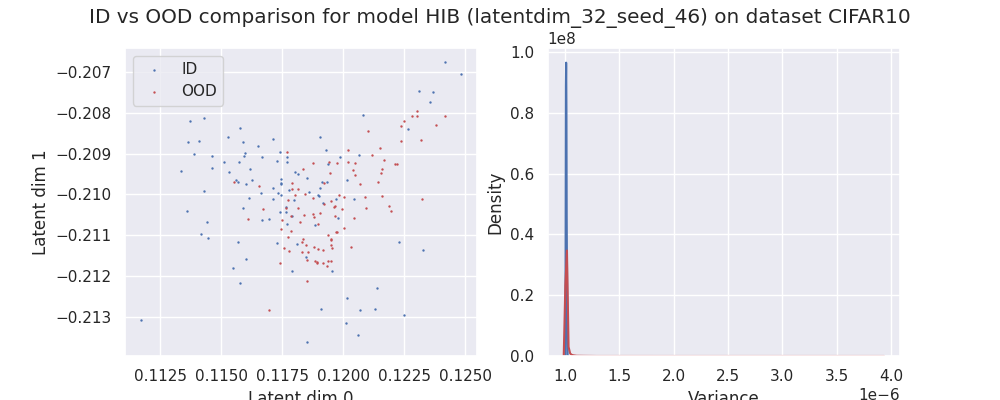 ID vs OOD comparison for model HIB (latentdim_32_seed_46) on dataset CIFAR10
ID
OOD
−0.207
−0.208
−0.209
−0.210
−0.211
−0.212
−0.213
Latent dim 1
0.1125 0.1150 0.1175 0.1200 0.1225 0.1250
Latent dim 0
1e8
1.0
0.8
0.6
0.4
0.2
0.0
Density
1.0 1.5 2.0 2.5 3.0 3.5 4.0
Variance
1e−6